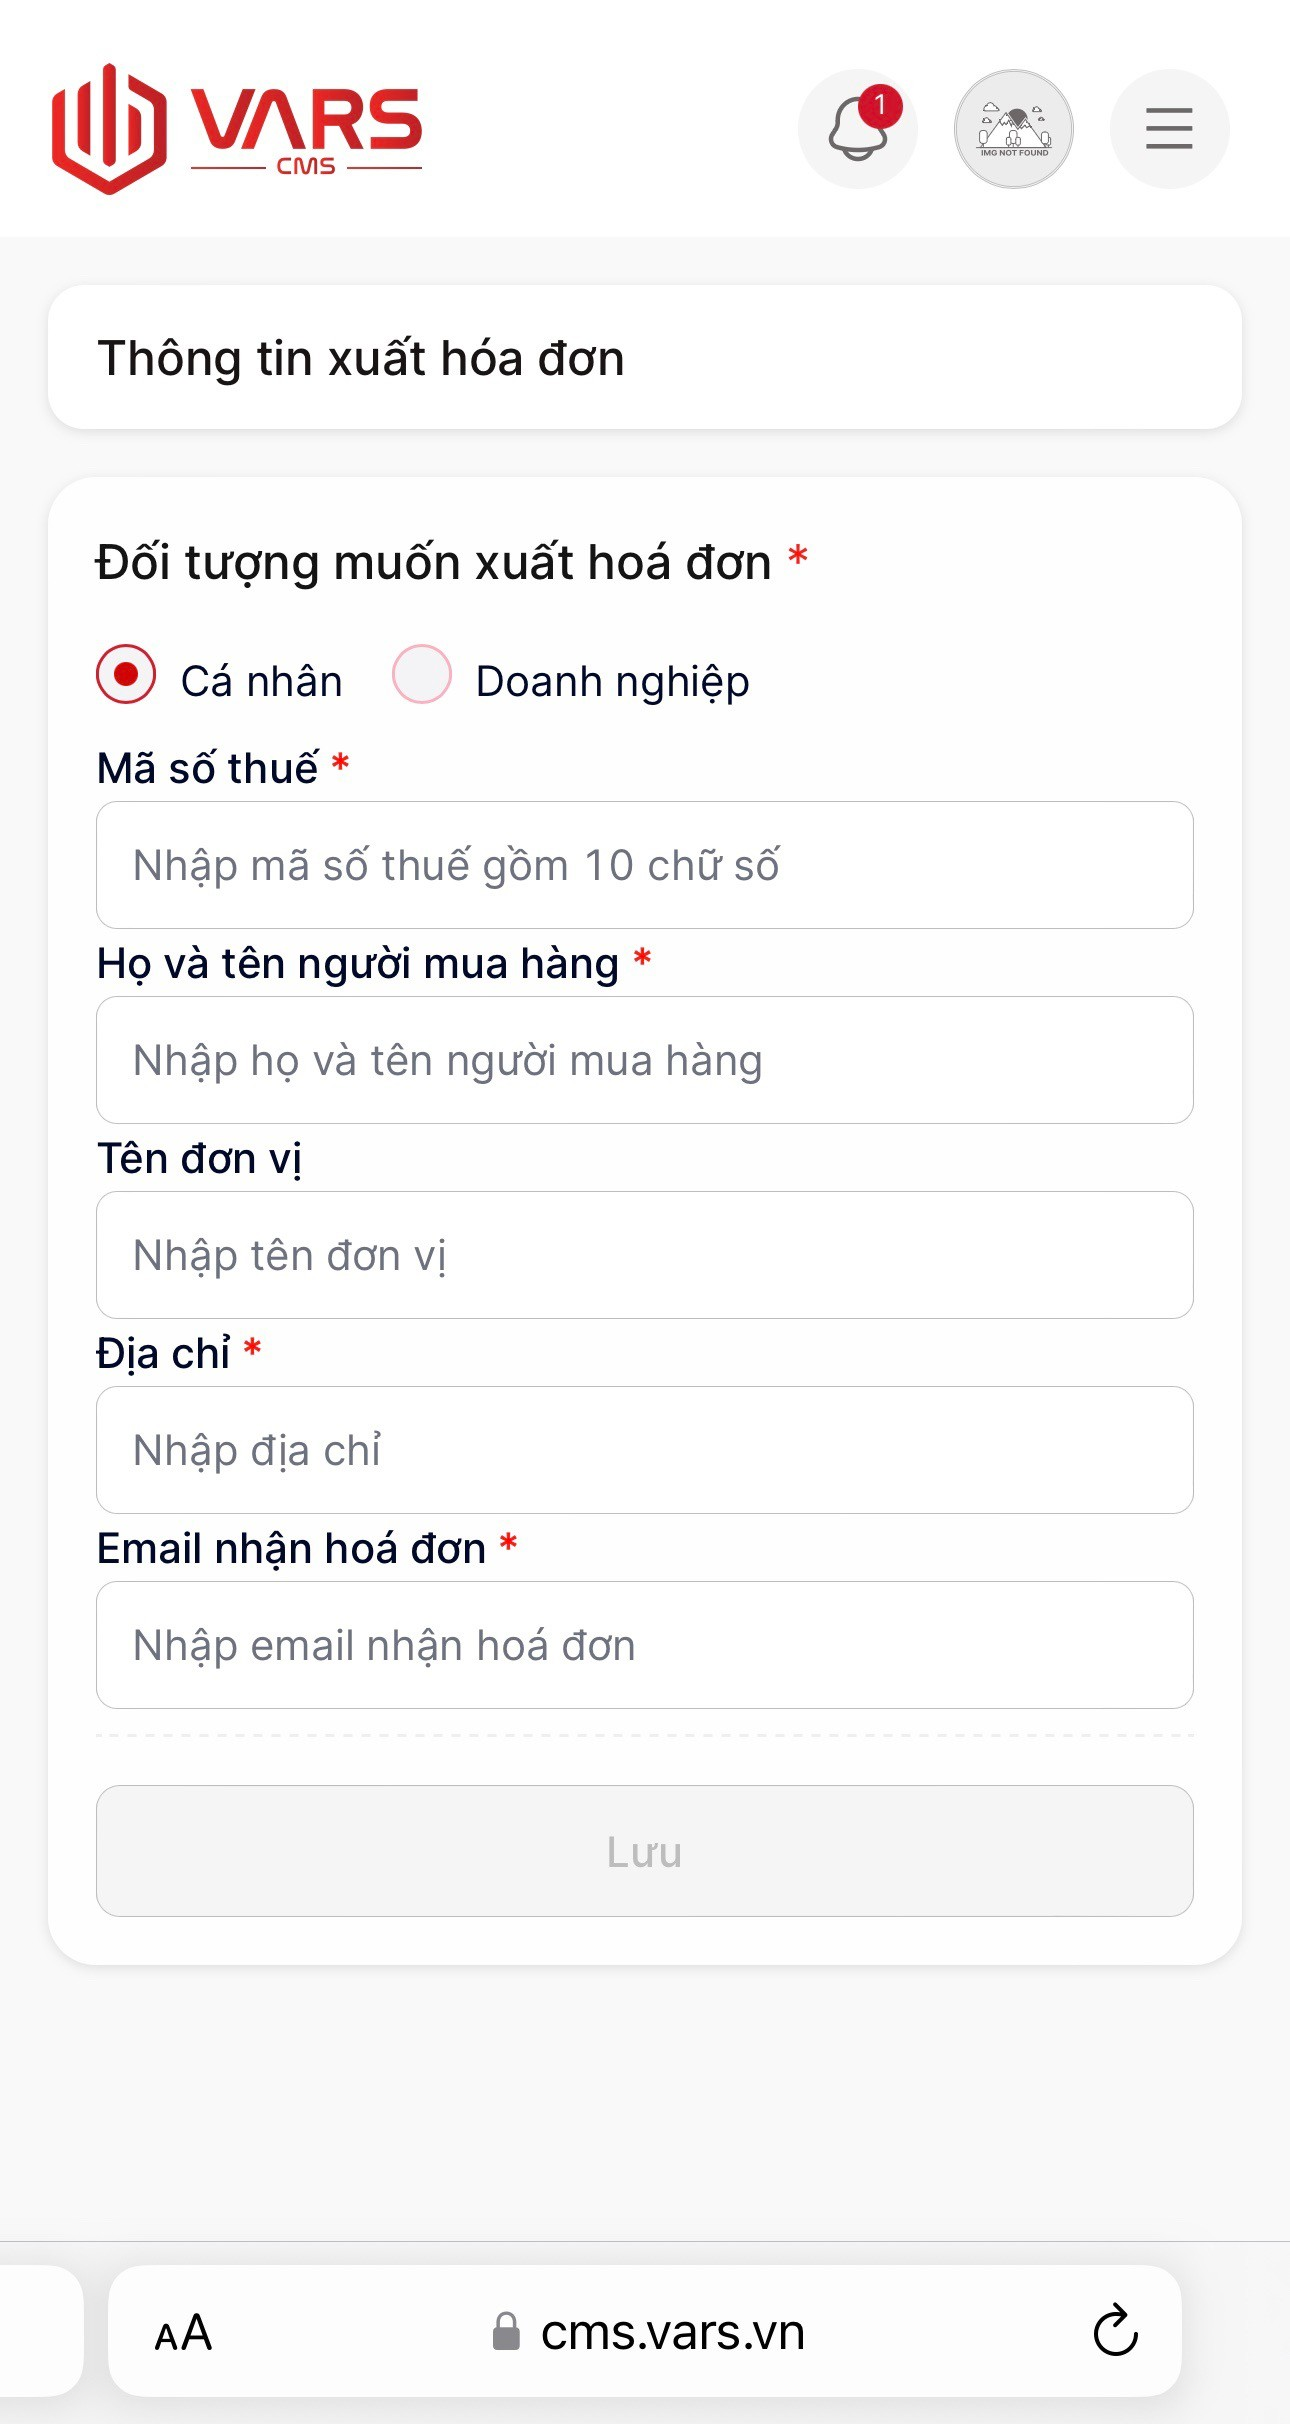 VARS
CMS
1
IMG NOT FOUND
Thông tin xuất hóa đơn
Đối tượng muốn xuất hoá đơn *
Cá nhân Doanh nghiệp
Mã số thuế *
Nhập mã số thuế gồm 10 chữ số
Họ và tên người mua hàng *
Nhập họ và tên người mua hàng
Tên đơn vị
Nhập tên đơn vị
Địa chỉ *
Nhập địa chỉ
Email nhận hoá đơn *
Nhập email nhận hoá đơn
Lưu
AA cms.vars.vn